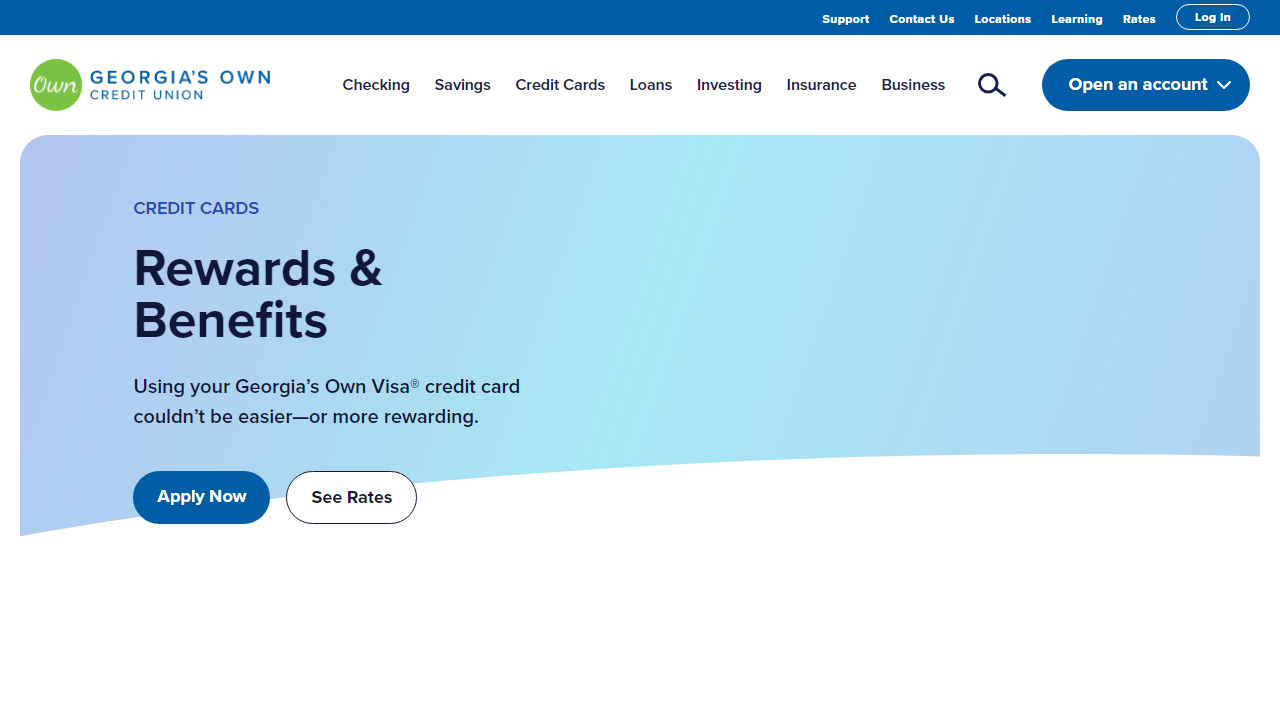 Support Contact Us Locations Learning Rates Log In
Own GEORGIA'S OWN
CREDIT UNION
Checking Savings Credit Cards Loans Investing Insurance Business Open an account
CREDIT CARDS
Rewards &
Benefits
Using your Georgia’s Own Visa® credit card
couldn’t be easier—or more rewarding.
Apply Now See Rates